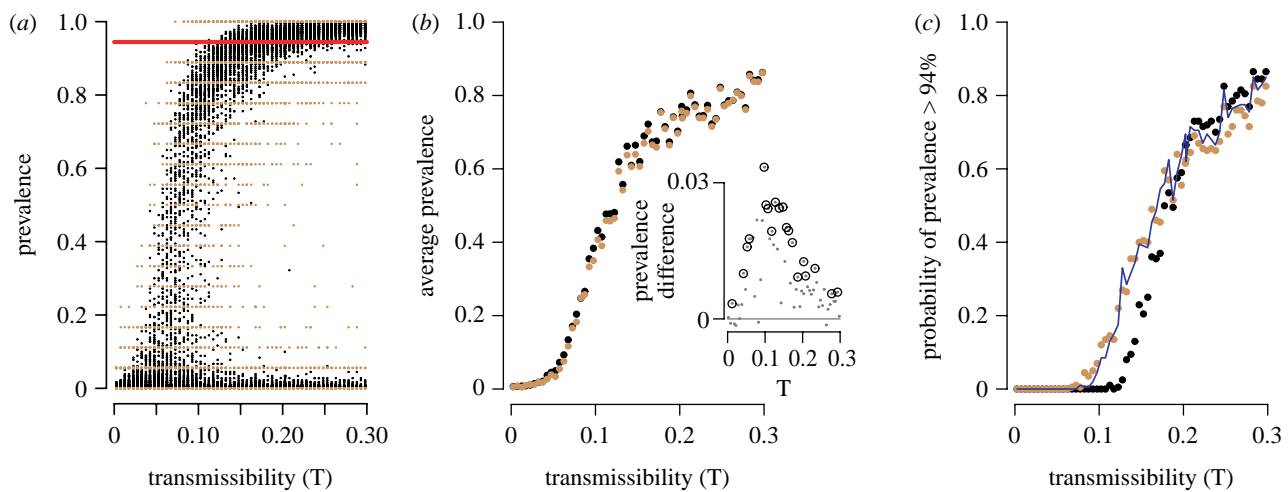 (a)
prevalence
1.0
0.8
0.6
0.4
0.2
0
0 0.10 0.20 0.30
transmissibility (T)
(b)
average prevalence
1.0
0.8
0.6
0.4
0.2
0
0 0.1 0.2 0.3
transmissibility (T)
prevalence
difference
0.03
0
0 0.1 0.2 0.3
T
(c)
probability of prevalence > 94%
1.0
0.8
0.6
0.4
0.2
0
0 0.1 0.2 0.3
transmissibility (T)